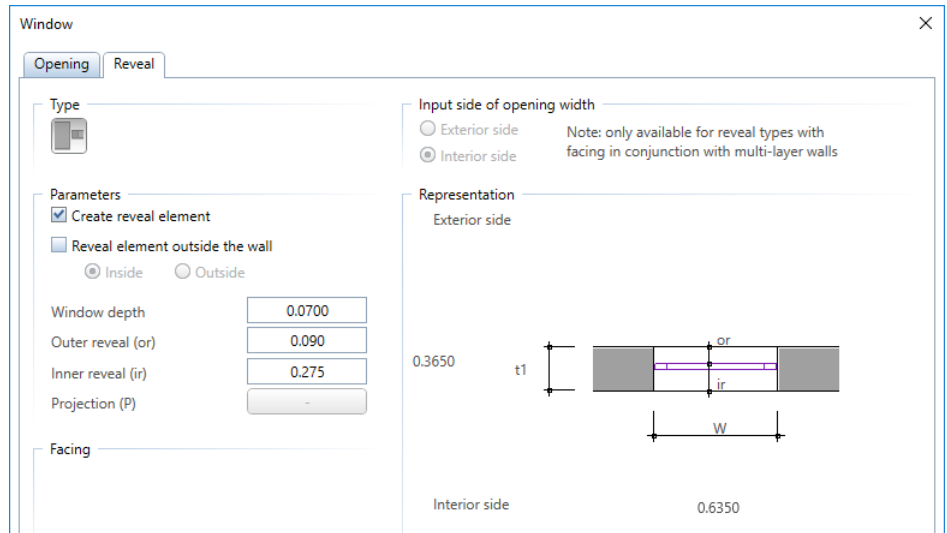 Window
Opening
Reveal
Type
Input side of opening width
Exterior side
Interior side
Note: only available for reveal types with
facing in conjunction with multi-layer walls
Parameters
Create reveal element
Reveal element outside the wall
Inside
Outside
Window depth
0.0700
Outer reveal (or)
0.090
Inner reveal (ir)
0.275
Projection (P)
-
Facing
Representation
Exterior side
0.3650
t1
or
ir
W
Interior side
0.6350